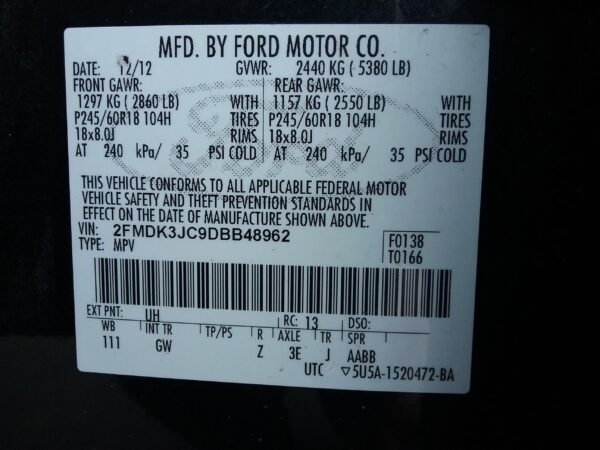 MFD. BY FORD MOTOR CO.
DATE: 12/12 GVWR: 2440 KG ( 5380 LB)
FRONT GAWR: REAR GAWR:
1297 KG ( 2860 LB) WITH 1157 KG ( 2550 LB) WITH
P245/60R18 104H TIRES P245/60R18 104H TIRES
18x8.0J RIMS 18x8.0J RIMS
AT 240 kPa/ 35 PSI COLD AT 240 kPa/ 35 PSI COLD
THIS VEHICLE CONFORMS TO ALL APPLICABLE FEDERAL MOTOR
VEHICLE SAFETY AND THEFT PREVENTION STANDARDS IN
EFFECT ON THE DATE OF MANUFACTURE SHOWN ABOVE.
VIN: 2FMDK3JC9DBB48962 F0138
TYPE: MPV T0166
EXT PNT: UH RC: 13 DSO:
WB INT TR TP/PS R AXLE TR SPR
111 GW Z 3E J AABB
UTC ▽5U5A-1520472-BA